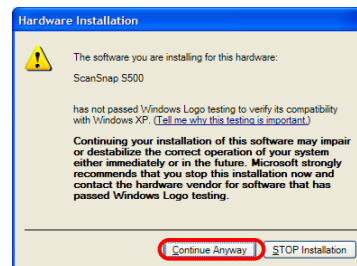 Hardware Installation
The software you are installing for this hardware:
ScanSnap S500
has not passed Windows Logo testing to verify its compatibility
with Windows XP. (Tell me why this testing is important.)
Continuing your installation of this software may impair
or destabilize the correct operation of your system
either immediately or in the future. Microsoft strongly
recommends that you stop this installation now and
contact the hardware vendor for software that has
passed Windows Logo testing.
Continue Anyway STOP Installation